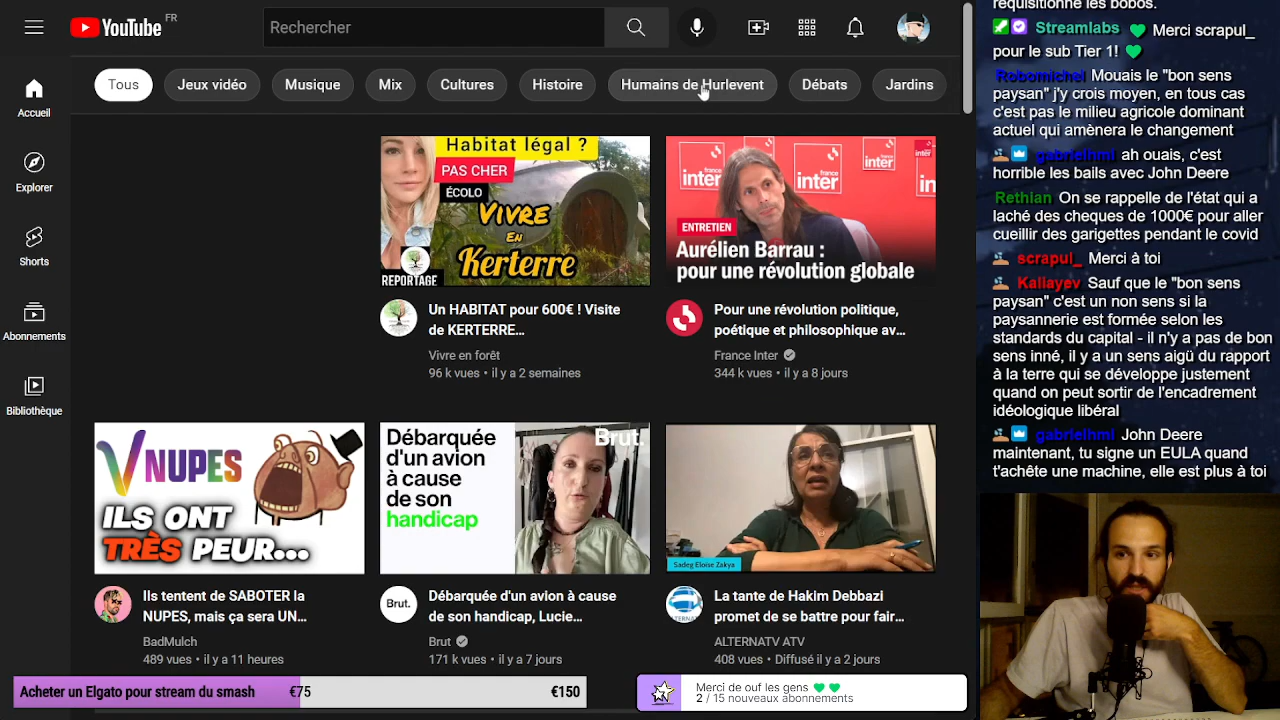 YouTube FR
Rechercher
Tous
Jeux vidéo
Musique
Mix
Cultures
Histoire
Humains de Hurlevent
Débats
Jardins
Accueil
Explorer
Shorts
Abonnements
Bibliothèque
Habitat légal ?
PAS CHER
ÉCOLO
VIVRE
EN
Kerterre
REPORTAGE
Un HABITAT pour 600€ ! Visite
de KERTERRE…
Vivre en forêt
96 k vues • il y a 2 semaines
france
inter
inter
inter
inter
ENTRETIEN
Aurélien Barrau :
pour une révolution globale
Pour une révolution politique,
poétique et philosophique av…
France Inter
344 k vues • il y a 8 jours
NUPES
ILS ONT
TRÈS PEUR...
Ils tentent de SABOTER la
NUPES, mais ça sera UN…
BadMulch
489 vues • il y a 11 heures
Brut.
Débarquée
d'un avion
à cause
de son
handicap
Brut.
Débarquée d'un avion à cause
de son handicap, Lucie…
Brut
171 k vues • il y a 7 jours
Sadeg Eloïse Zakya
La tante de Hakim Debbazi
promet de se battre pour fair…
ALTERNATV ATV
408 vues • Diffusé il y a 2 jours
Acheter un Elgato pour stream du smash €75 €150
Merci de ouf les gens
2 / 15 nouveaux abonnements
réquisitionne les bobos.
Streamlabs Merci scrapul_
pour le sub Tier 1!
Robomichel Mouais le "bon sens
paysan" j'y crois moyen, en tous cas
c'est pas le milieu agricole dominant
actuel qui amènera le changement
gabrielhmi ah ouais, c'est
horrible les bails avec John Deere
Rethian On se rappelle de l'état qui a
laché des cheques de 1000€ pour aller
cueillir des garigettes pendant le covid
scrapul_ Merci à toi
Kaliayev Sauf que le "bon sens
paysan" c'est un non sens si la
paysannerie est formée selon les
standards du capital - il n'y a pas de bon
sens inné, il y a un sens aigü du rapport
à la terre qui se développe justement
quand on peut sortir de l'encadrement
idéologique libéral
gabrielhmi John Deere
maintenant, tu signe un EULA quand
t'achète une machine, elle est plus à toi